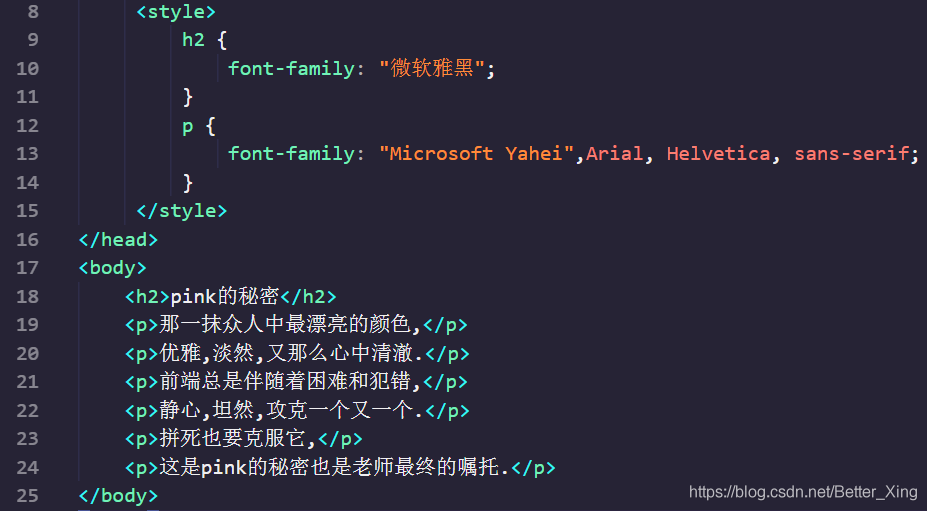 8 <style>
9 h2 {
10 font-family: "微软雅黑";
11 }
12 p {
13 font-family: "Microsoft Yahei",Arial, Helvetica, sans-serif;
14 }
15 </style>
16 </head>
17 <body>
18 <h2>pink的秘密</h2>
19 <p>那一抹众人中最漂亮的颜色,</p>
20 <p>优雅,淡然,又那么心中清澈.</p>
21 <p>前端总是伴随着困难和犯错,</p>
22 <p>静心,坦然,攻克一个又一个.</p>
23 <p>拼死也要克服它,</p>
24 <p>这是pink的秘密也是老师最终的嘱托.</p>
25 </body>
https://blog.csdn.net/Better_Xing